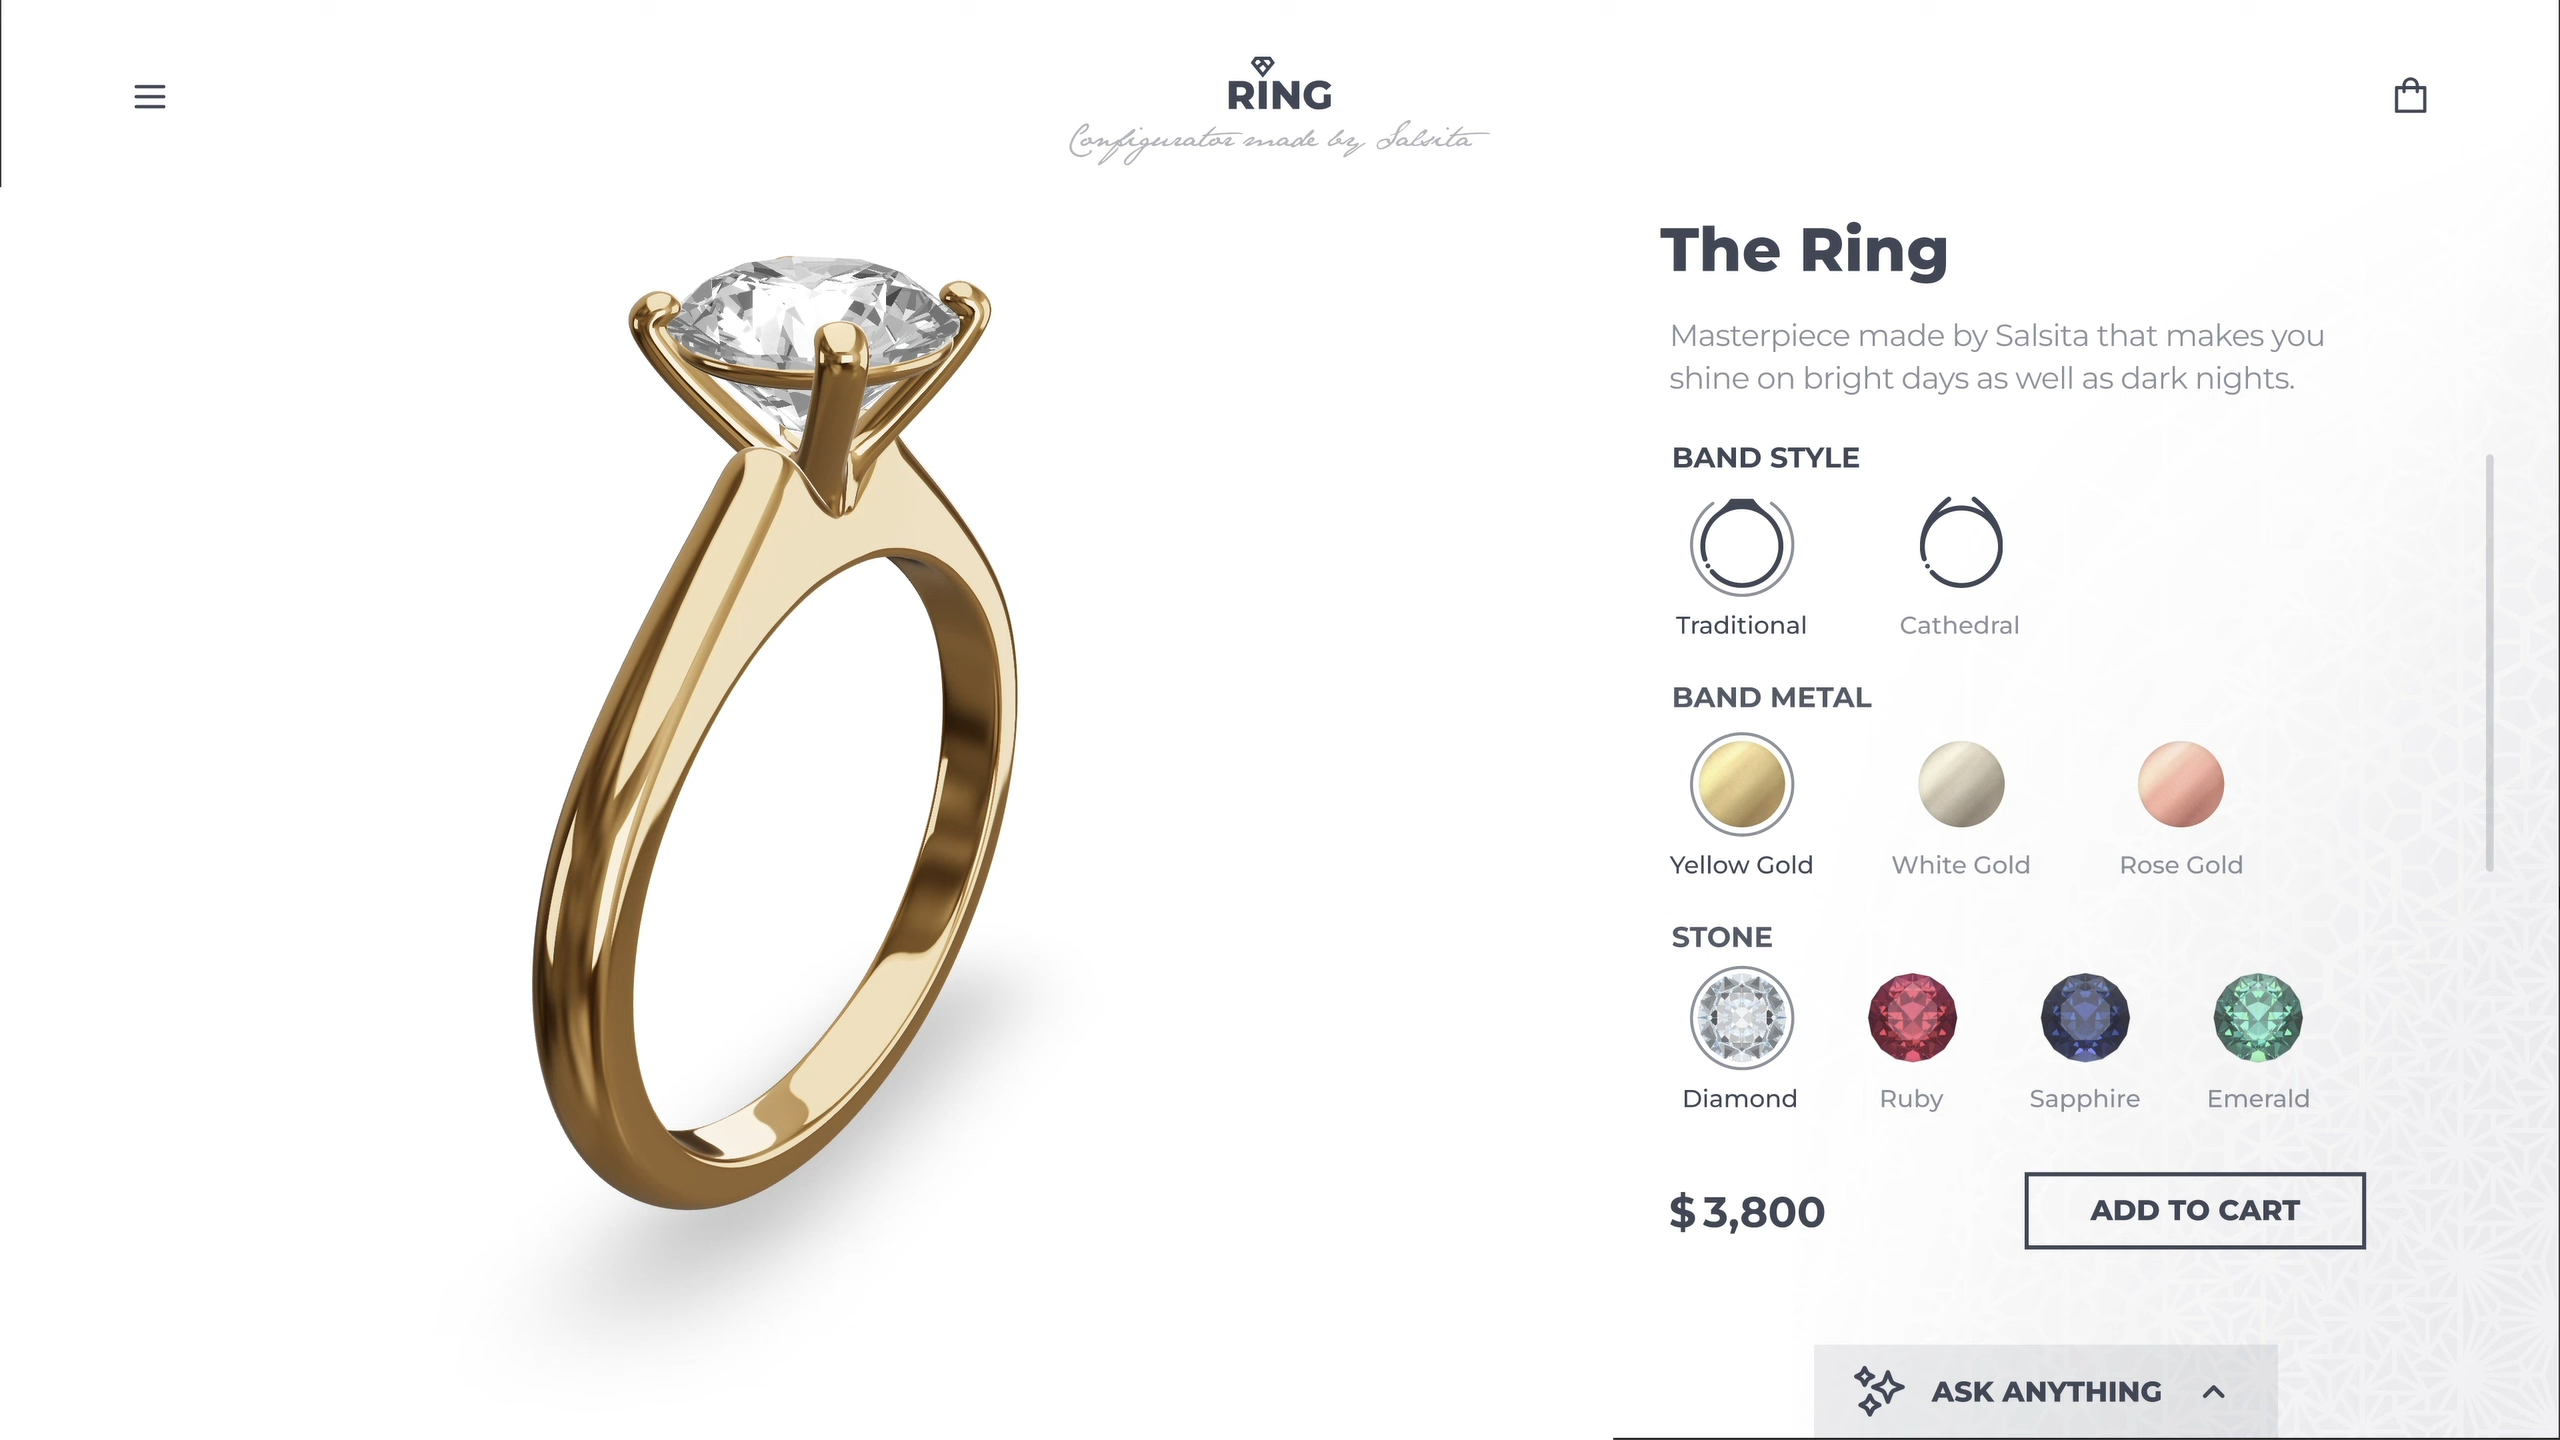 RING
Configurator made by Salsita
The Ring
Masterpiece made by Salsita that makes you
shine on bright days as well as dark nights.
BAND STYLE
Traditional Cathedral
BAND METAL
Yellow Gold White Gold Rose Gold
STONE
Diamond Ruby Sapphire Emerald
$3,800 ADD TO CART
ASK ANYTHING